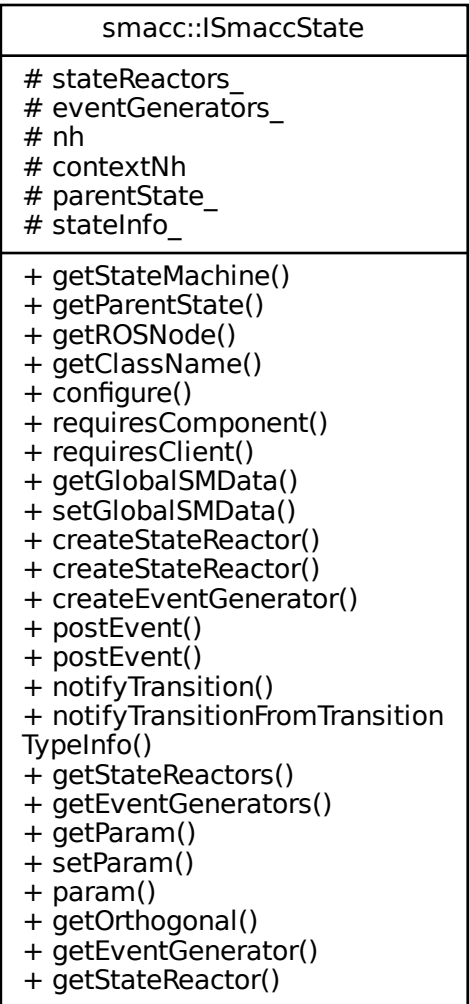 smacc::ISmaccState
# stateReactors_
# eventGenerators_
# nh
# contextNh
# parentState_
# stateInfo_
+ getStateMachine()
+ getParentState()
+ getROSNode()
+ getClassName()
+ configure()
+ requiresComponent()
+ requiresClient()
+ getGlobalSMData()
+ setGlobalSMData()
+ createStateReactor()
+ createStateReactor()
+ createEventGenerator()
+ postEvent()
+ postEvent()
+ notifyTransition()
+ notifyTransitionFromTransition
TypeInfo()
+ getStateReactors()
+ getEventGenerators()
+ getParam()
+ setParam()
+ param()
+ getOrthogonal()
+ getEventGenerator()
+ getStateReactor()